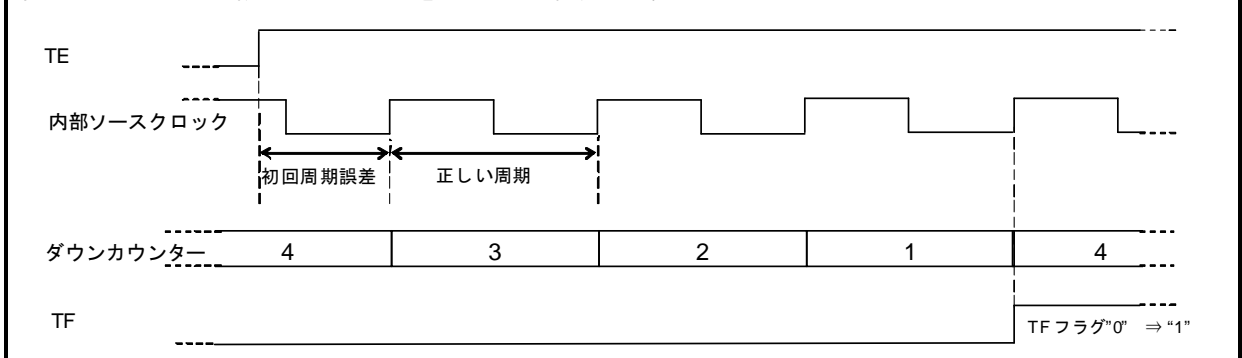 TE
内部ソースクロック
初回周期誤差
正しい周期
ダウンカウンター
4
3
2
1
4
TF
TFフラグ"0" ⇒ "1"